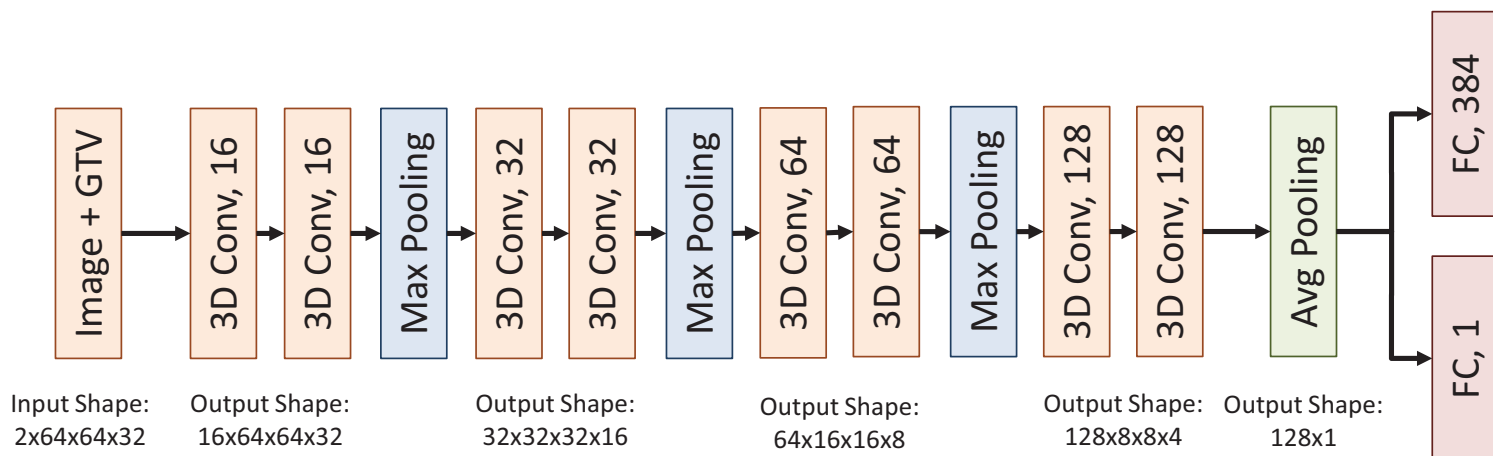 Image + GTV
3D Conv, 16
3D Conv, 16
Max Pooling
3D Conv, 32
3D Conv, 32
Max Pooling
3D Conv, 64
3D Conv, 64
Max Pooling
3D Conv, 128
3D Conv, 128
Avg Pooling
FC, 384
FC, 1
Input Shape:
2x64x64x32
Output Shape:
16x64x64x32
Output Shape:
32x32x32x16
Output Shape:
64x16x16x8
Output Shape:
128x8x8x4
Output Shape:
128x1